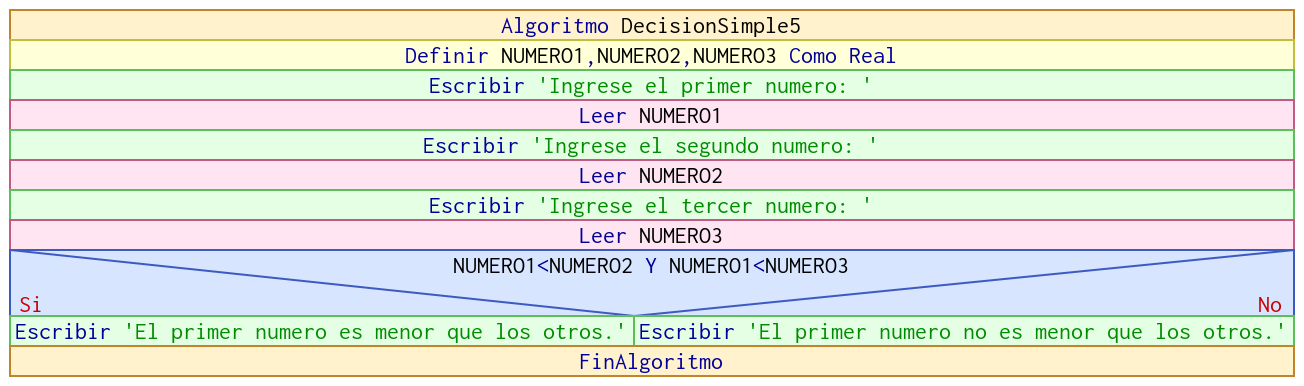 Algoritmo DecisionSimple5
Definir NUMERO1,NUMERO2,NUMERO3 Como Real
Escribir 'Ingrese el primer numero: '
Leer NUMERO1
Escribir 'Ingrese el segundo numero: '
Leer NUMERO2
Escribir 'Ingrese el tercer numero: '
Leer NUMERO3
NUMERO1<NUMERO2 Y NUMERO1<NUMERO3
Si No
Escribir 'El primer numero es menor que los otros.' Escribir 'El primer numero no es menor que los otros.'
FinAlgoritmo